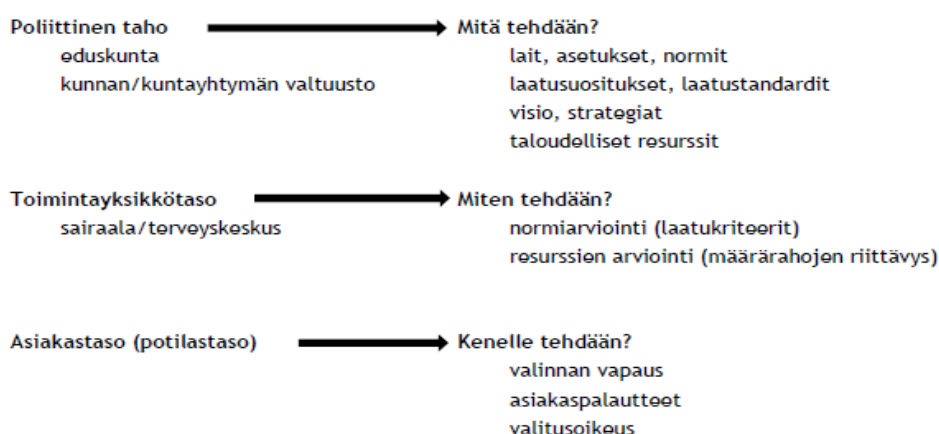 Poliittinen taho Mitä tehdään?
eduskunta lait, asetukset, normit
kunnan/kuntayhtymän valtuusto laatusuositukset, laatustandardit
visio, strategiat
taloudelliset resurssit
Toimintayksikkötaso Miten tehdään?
sairaala/terveyskeskus normiarviointi (laatukriteerit)
resurssien arviointi (määrärahojen riittävys)
Asiakastaso (potilastaso) Kenelle tehdään?
valinnan vapaus
asiakaspalautteet
valitusoikeus